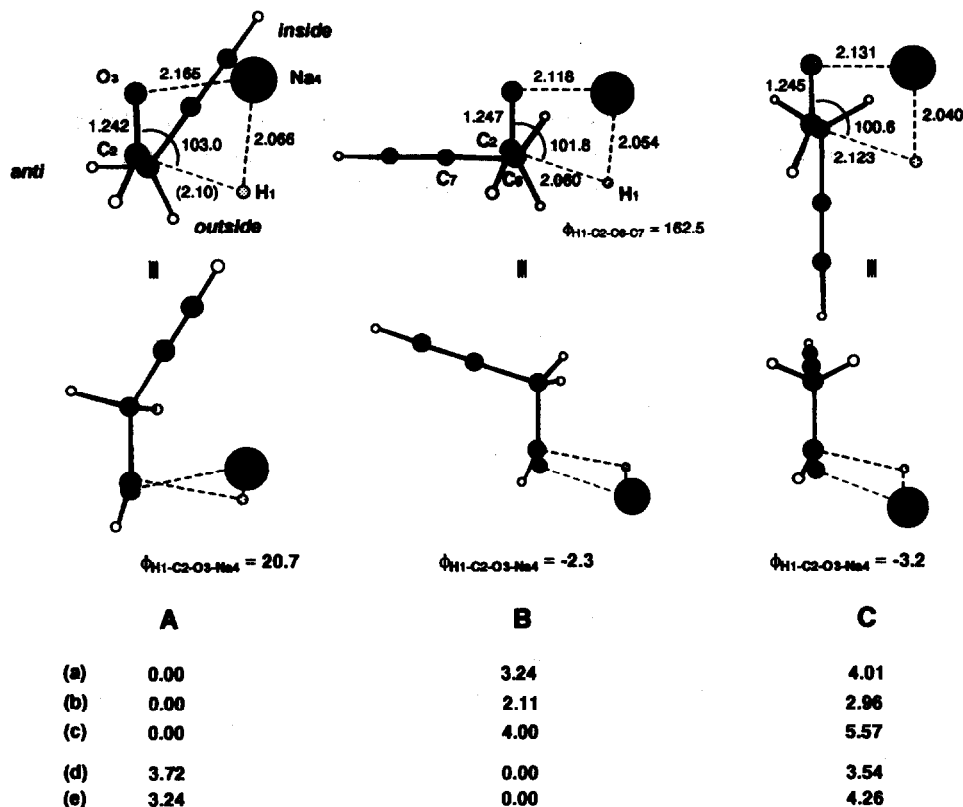 inside
O3 2.165 Na4
1.242 2.066
C2 103.0
anti (2.10) H1
outside
2.118
1.247
C2 101.8 2.054
C7 C6 2.060 H1
ΦH1-C2-C6-C7 = 162.5
2.131
1.245 2.040
100.6
2.123
ΦH1-C2-O3-Na4 = 20.7
ΦH1-C2-O3-Na4 = -2.3
ΦH1-C2-O3-Na4 = -3.2
A B C
(a) 0.00 3.24 4.01
(b) 0.00 2.11 2.96
(c) 0.00 4.00 5.57
(d) 3.72 0.00 3.54
(e) 3.24 0.00 4.26